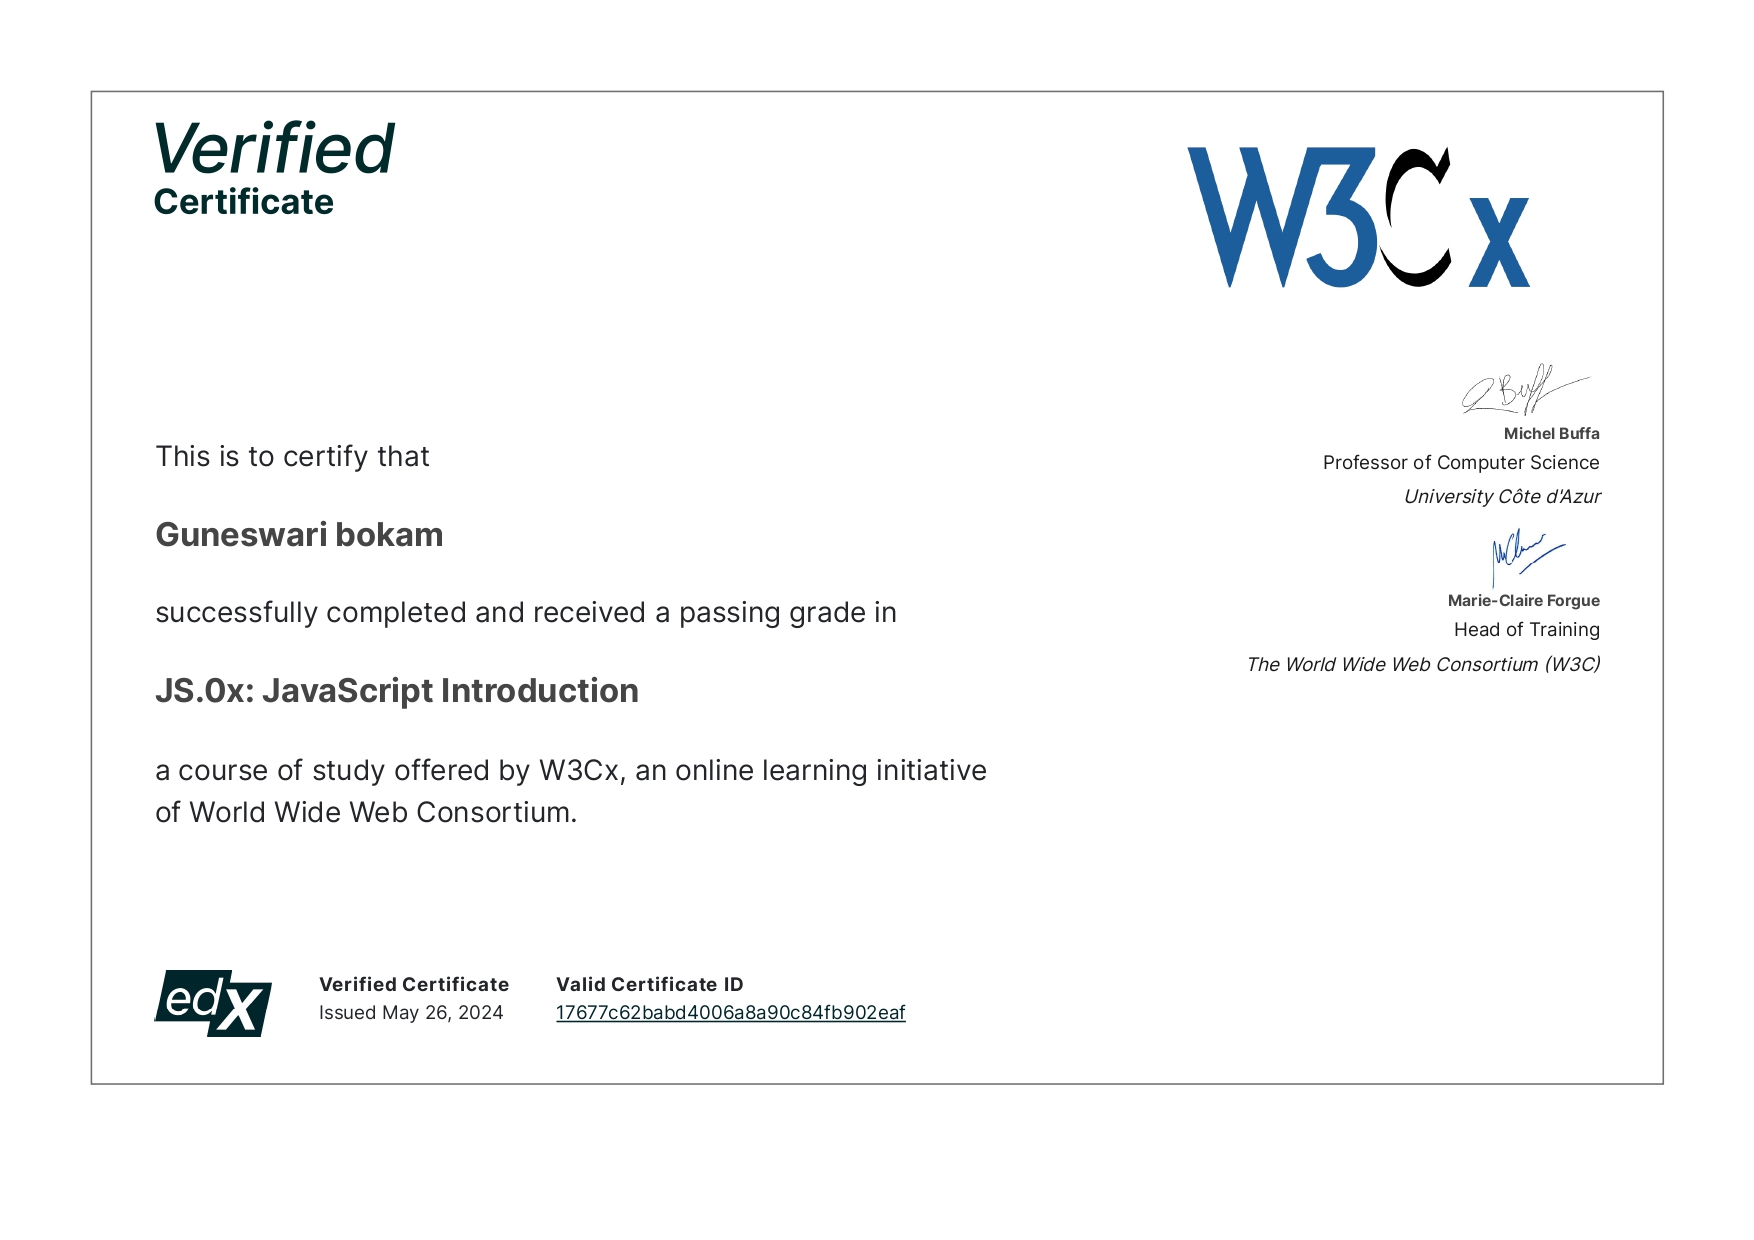 Verified
Certificate
W3Cx
This is to certify that
Guneswari bokam
successfully completed and received a passing grade in
JS.0x: JavaScript Introduction
a course of study offered by W3Cx, an online learning initiative
of World Wide Web Consortium.
Michel Buffa
Professor of Computer Science
University Côte d'Azur
Marie-Claire Forgue
Head of Training
The World Wide Web Consortium (W3C)
edX
Verified Certificate
Issued May 26, 2024
Valid Certificate ID
17677c62babd4006a8a90c84fb902eaf